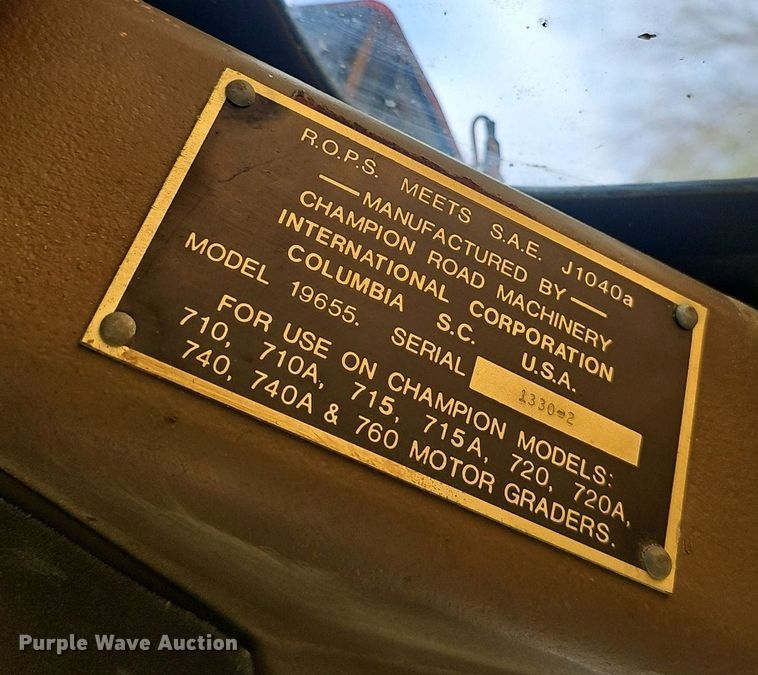 R.O.P.S. MEETS S.A.E. J1040a
—MANUFACTURED BY—
CHAMPION ROAD MACHINERY
INTERNATIONAL CORPORATION
COLUMBIA S.C. U.S.A.
MODEL 19655. SERIAL 1330-2
FOR USE ON CHAMPION MODELS:
710, 710A, 715, 715A, 720, 720A,
740, 740A & 760 MOTOR GRADERS.
Purple Wave Auction